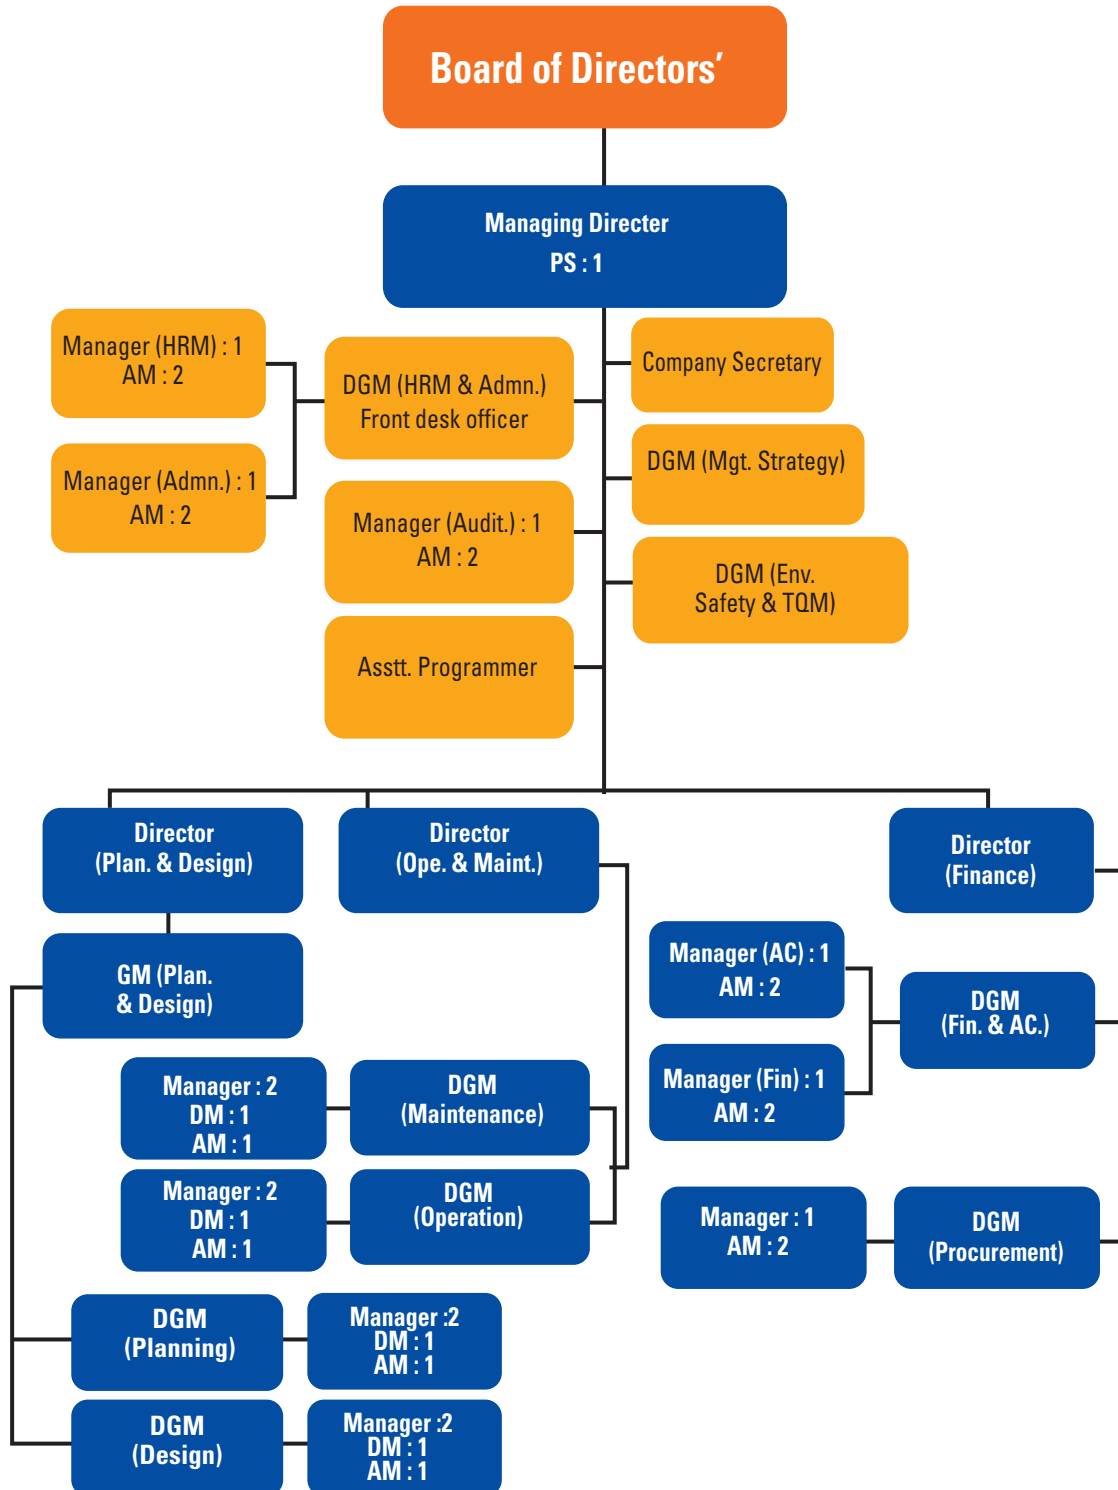 Board of Directors’
Managing Directer
PS : 1
Manager (HRM) : 1
AM : 2
DGM (HRM & Admn.)
Front desk officer
Company Secretary
Manager (Admn.) : 1
AM : 2
DGM (Mgt. Strategy)
Manager (Audit.) : 1
AM : 2
DGM (Env.
Safety & TQM)
Asstt. Programmer
Director
(Plan. & Design)
Director
(Ope. & Maint.)
Director
(Finance)
GM (Plan.
& Design)
Manager (AC) : 1
AM : 2
DGM
(Fin. & AC.)
Manager (Fin) : 1
AM : 2
Manager : 2
DM : 1
AM : 1
DGM
(Maintenance)
Manager : 2
DM : 1
AM : 1
DGM
(Operation)
Manager : 1
AM : 2
DGM
(Procurement)
DGM
(Planning)
Manager :2
DM : 1
AM : 1
DGM
(Design)
Manager :2
DM : 1
AM : 1